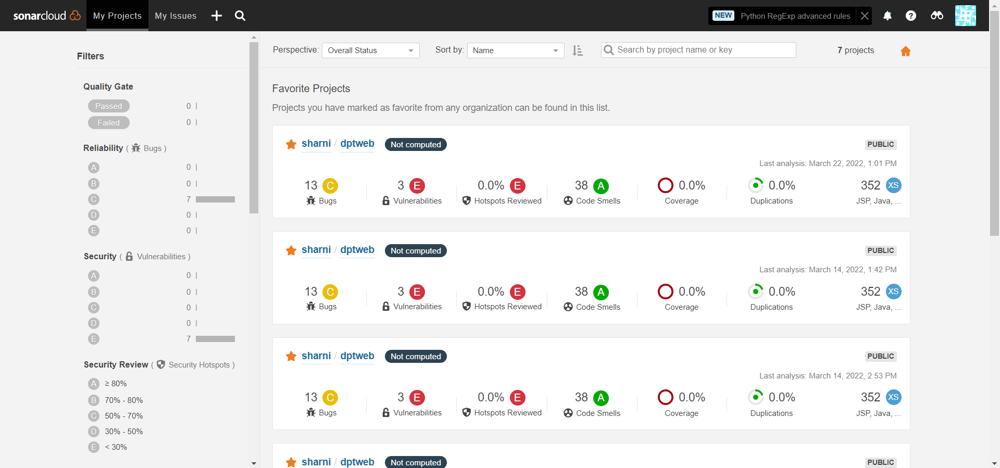 sonarcloud My Projects My Issues NEW Python RegExp advanced rules
Filters
Quality Gate
Passed 0
Failed 0
Reliability ( Bugs )
A 0
B 0
C 7
D 0
E 0
Security ( Vulnerabilities )
A 0
B 0
C 0
D 0
E 7
Security Review ( Security Hotspots )
A ≥ 80%
B 70% - 80%
C 50% - 70%
D 30% - 50%
E < 30%
Perspective: Overall Status Sort by: Name Search by project name or key 7 projects
Favorite Projects
Projects you have marked as favorite from any organization can be found in this list.
sharni / dptweb Not computed PUBLIC
Last analysis: March 22, 2022, 1:01 PM
13 C 3 E 0.0% E 38 A 0.0% 0.0% 352 XS
Bugs Vulnerabilities Hotspots Reviewed Code Smells Coverage Duplications JSP, Java, ...
sharni / dptweb Not computed PUBLIC
Last analysis: March 14, 2022, 1:42 PM
13 C 3 E 0.0% E 38 A 0.0% 0.0% 352 XS
Bugs Vulnerabilities Hotspots Reviewed Code Smells Coverage Duplications JSP, Java, ...
sharni / dptweb Not computed PUBLIC
Last analysis: March 14, 2022, 2:53 PM
13 C 3 E 0.0% E 38 A 0.0% 0.0% 352 XS
Bugs Vulnerabilities Hotspots Reviewed Code Smells Coverage Duplications JSP, Java, ...
sharni / dptweb Not computed PUBLIC